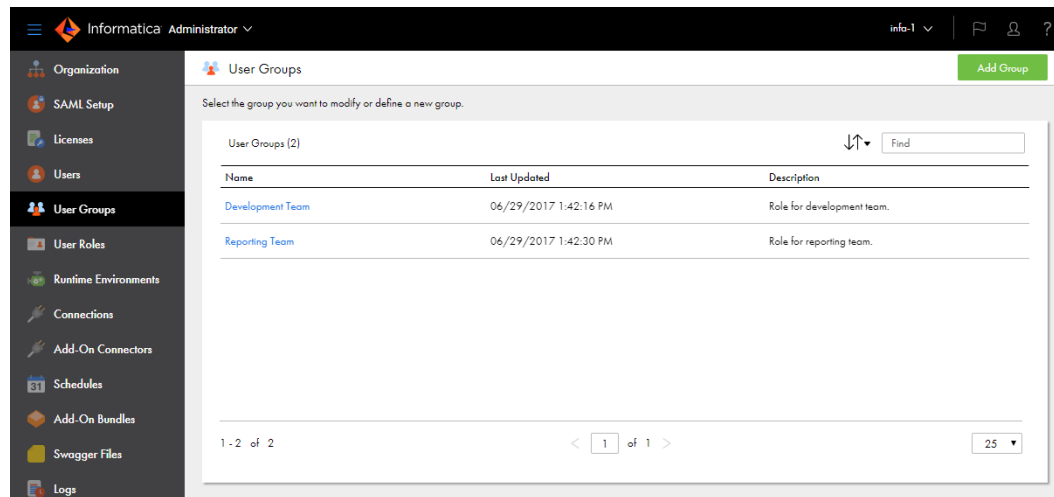 Informatica Administrator
infa-1
?
Organization
SAML Setup
Licenses
Users
User Groups
User Roles
Runtime Environments
Connections
Add-On Connectors
31 Schedules
Add-On Bundles
Swagger Files
Logs
User Groups
Add Group
Select the group you want to modify or define a new group.
User Groups (2)
Find
Name Last Updated Description
Development Team 06/29/2017 1:42:16 PM Role for development team.
Reporting Team 06/29/2017 1:42:30 PM Role for reporting team.
1 - 2 of 2
< 1 of 1 >
25